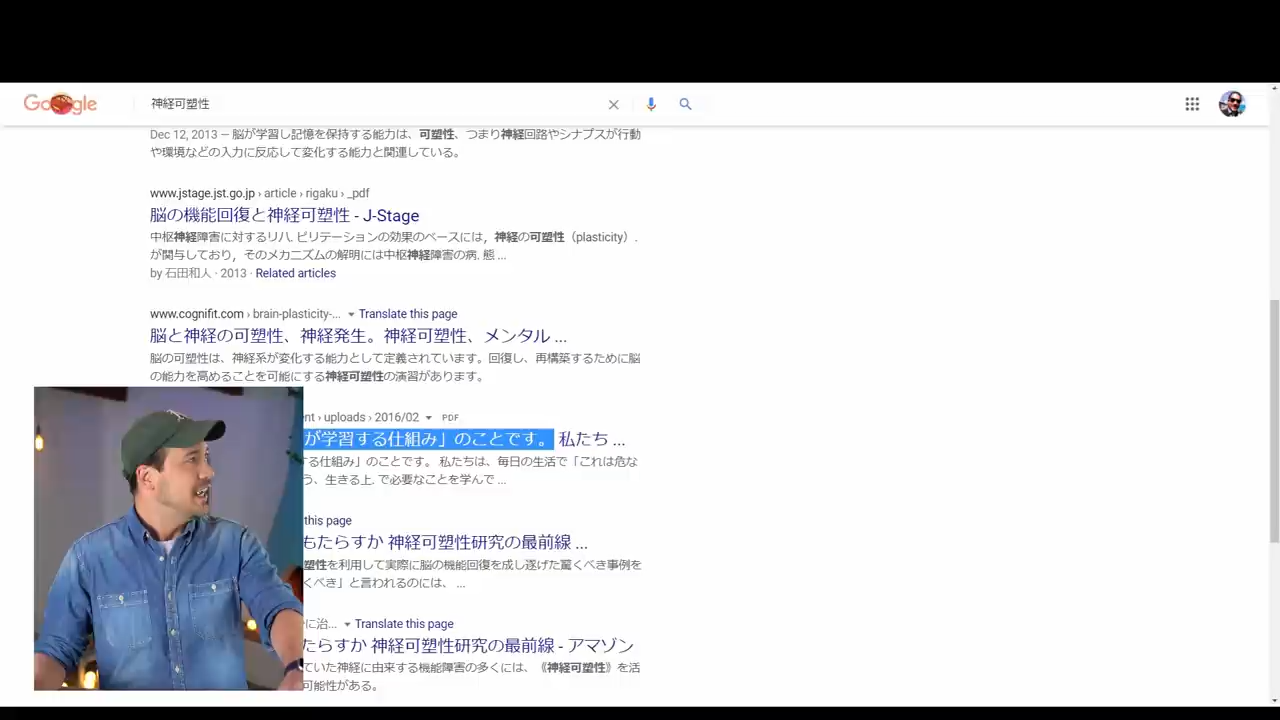 Google
神経可塑性
Dec 12, 2013 — 脳が学習し記憶を保持する能力は、可塑性、つまり神経回路やシナプスが行動
や環境などの入力に反応して変化する能力と関連している。
www.jstage.jst.go.jp › article › rigaku › _pdf
脳の機能回復と神経可塑性 - J-Stage
中枢神経障害に対するリハ. ビリテーションの効果のベースには，神経の可塑性（plasticity）.
が関与しており，そのメカニズムの解明には中枢神経障害の病. 態 ...
by 石田和人 · 2013 · Related articles
www.cognifit.com › brain-plasticity-... Translate this page
脳と神経の可塑性、神経発生。神経可塑性、メンタル ...
脳の可塑性は、神経系が変化する能力として定義されています。回復し、再構築するために脳
の能力を高めることを可能にする神経可塑性の演習があります。
nt › uploads › 2016/02 PDF
が学習する仕組み」のことです。 私たち ...
する仕組み」のことです。 私たちは、毎日の生活で「これは危な
う、生きる上. で必要なことを学んで ...
this page
もたらすか 神経可塑性研究の最前線 ...
塑性を利用して実際に脳の機能回復を成し遂げた驚くべき事例を
くべき」と言われるのには、 ...
に治... Translate this page
たらすか 神経可塑性研究の最前線 - アマゾン
ていた神経に由来する機能障害の多くには、《神経可塑性》を活
可能性がある。